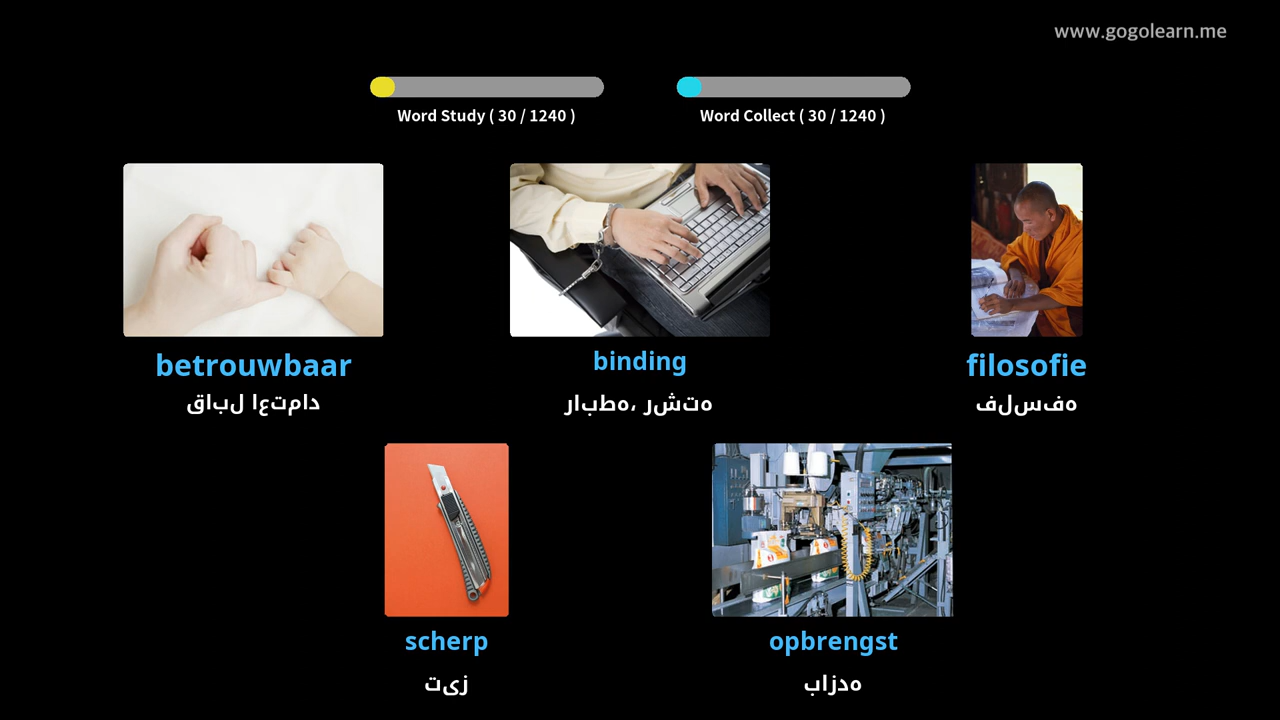 www.gogolearn.me
Word Study ( 30 / 1240 )
Word Collect ( 30 / 1240 )
betrouwbaar
binding
filosofie
قابل اعتماد
رابطه، رشته
فلسفه
scherp
opbrengst
تیز
بازده